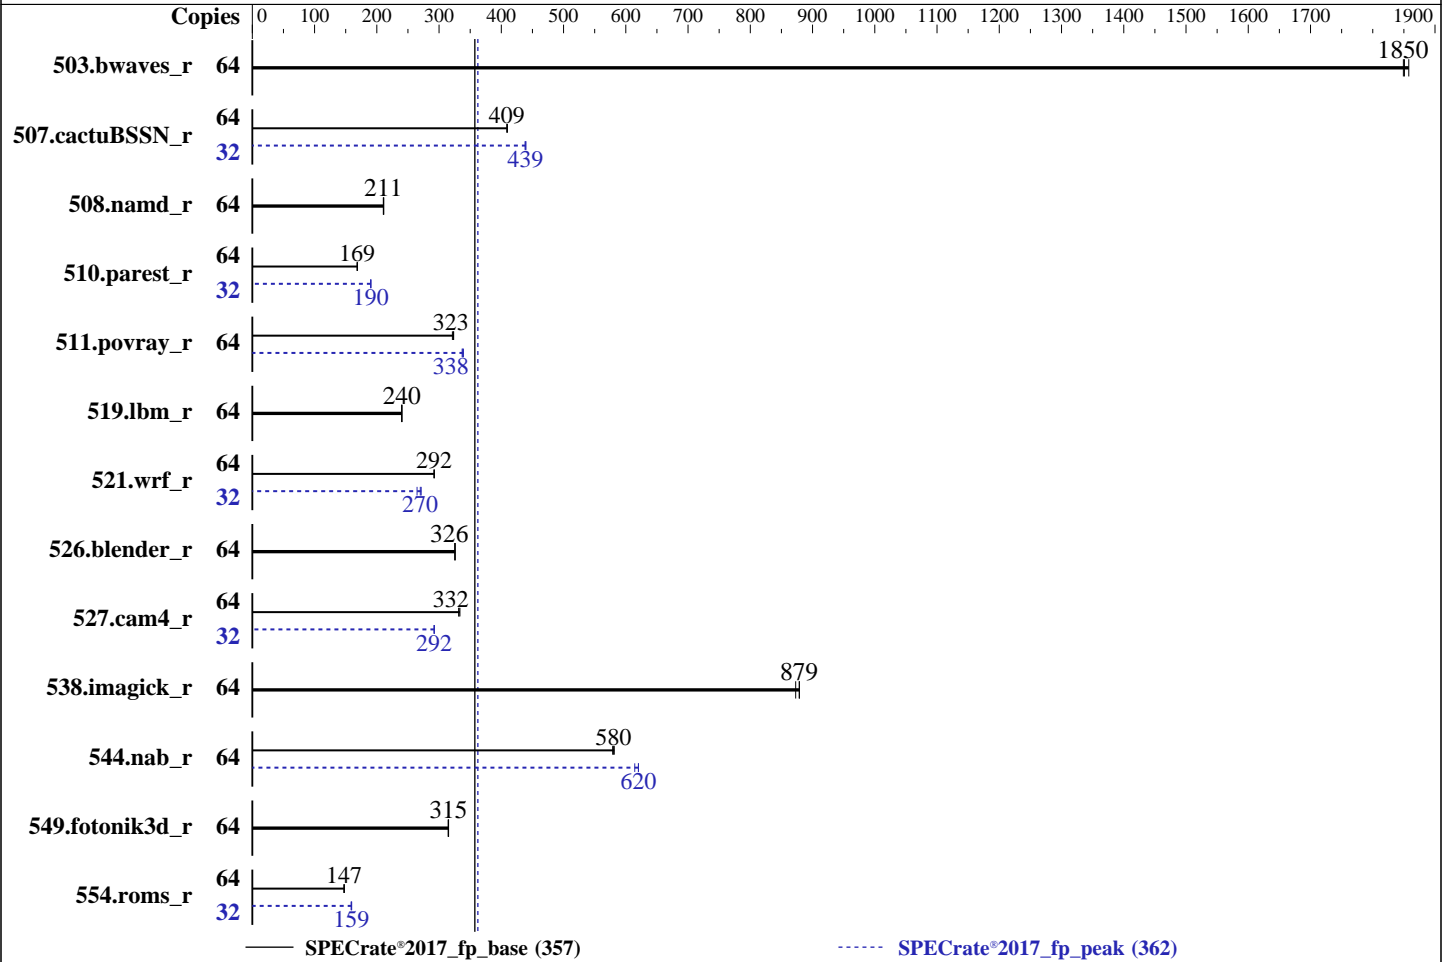 Copies 0 100 200 300 400 500 600 700 800 900 1000 1100 1200 1300 1400 1500 1600 1700 1900
503.bwaves_r 64 1850
507.cactuBSSN_r 64 409
32 439
508.namd_r 64 211
510.parest_r 64 169
32 190
511.povray_r 64 323
338
519.lbm_r 64 240
521.wrf_r 64 292
32 270
526.blender_r 64 326
527.cam4_r 64 332
32 292
538.imagick_r 64 879
544.nab_r 64 580
620
549.fotonik3d_r 64 315
554.roms_r 64 147
32 159
SPECrate®2017_fp_base (357) SPECrate®2017_fp_peak (362)